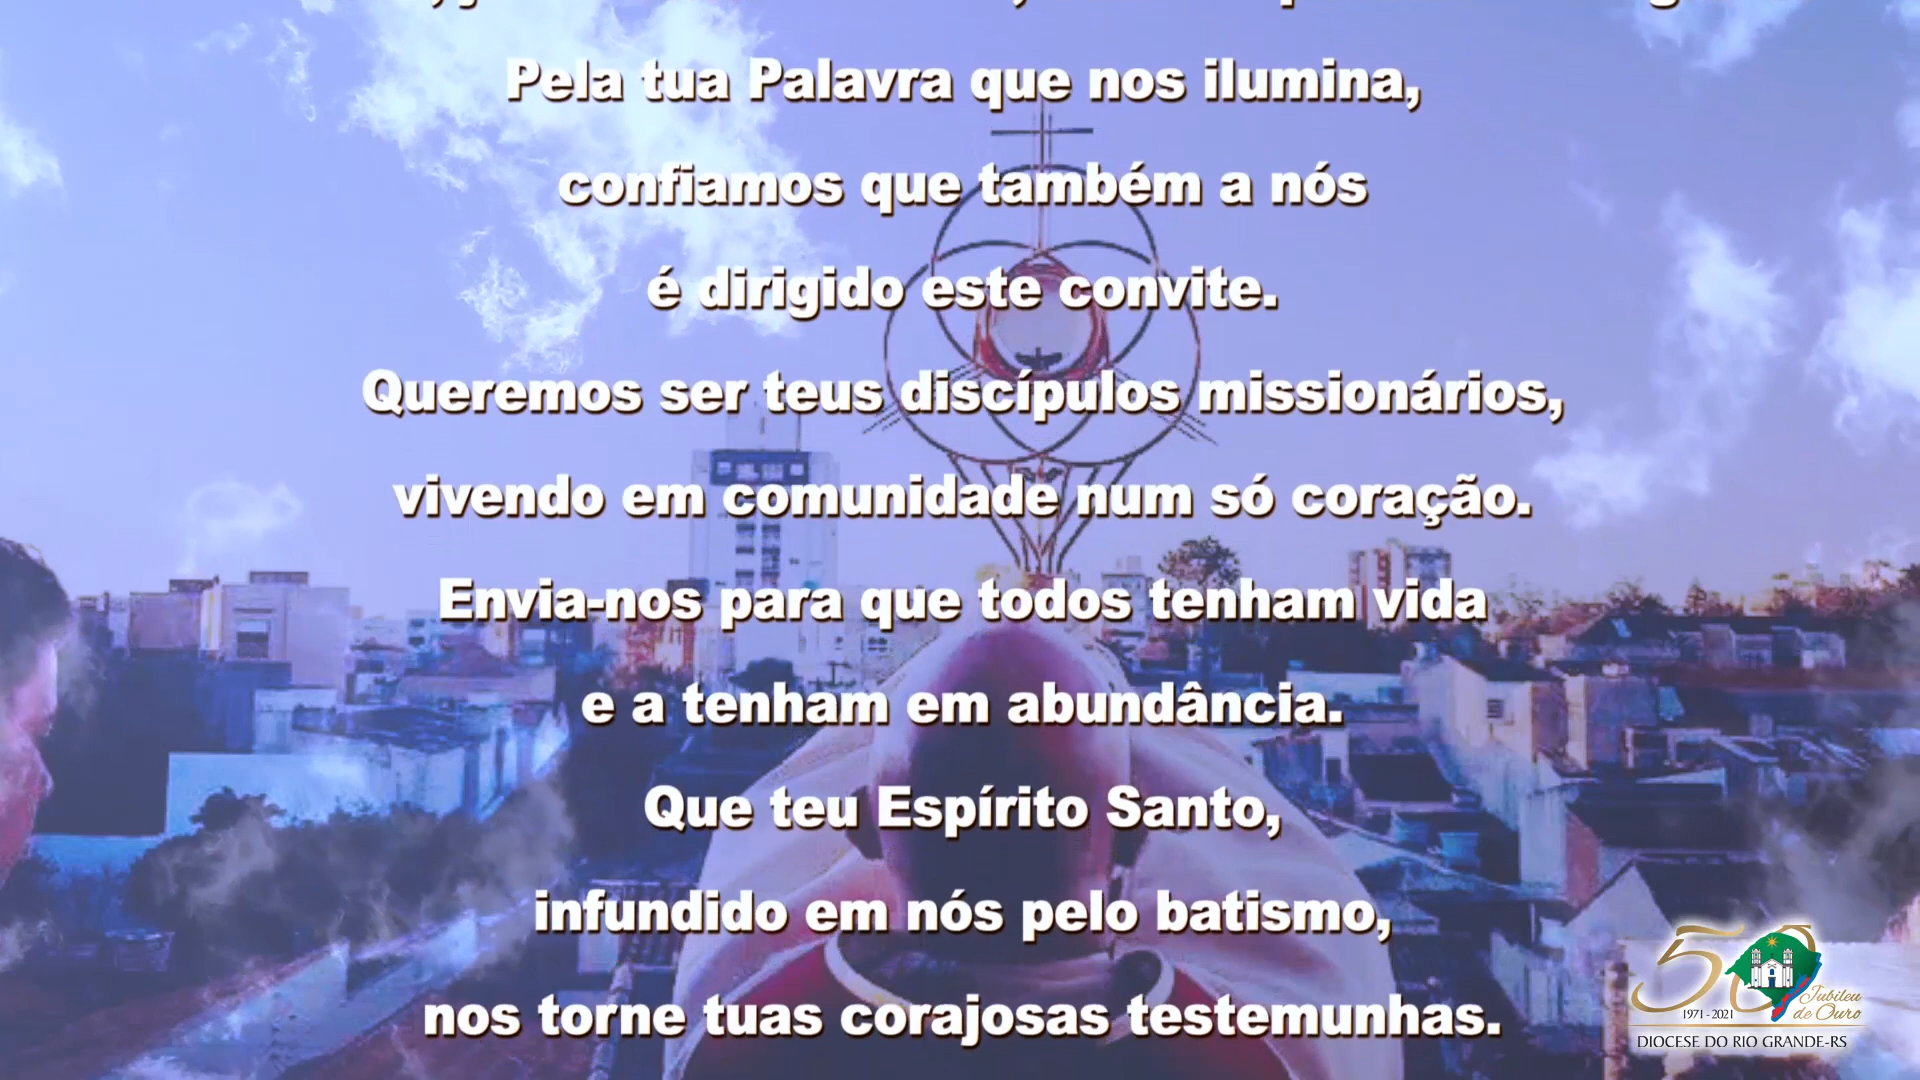 Pela tua Palavra que nos ilumina,
confiamos que também a nós
é dirigido este convite.
Queremos ser teus discípulos missionários,
vivendo em comunidade num só coração.
Envia-nos para que todos tenham vida
e a tenham em abundância.
Que teu Espírito Santo,
infundido em nós pelo batismo,
nos torne tuas corajosas testemunhas.
50
Jubileu
1971 - 2021 de Ouro
DIOCESE DO RIO GRANDE-RS